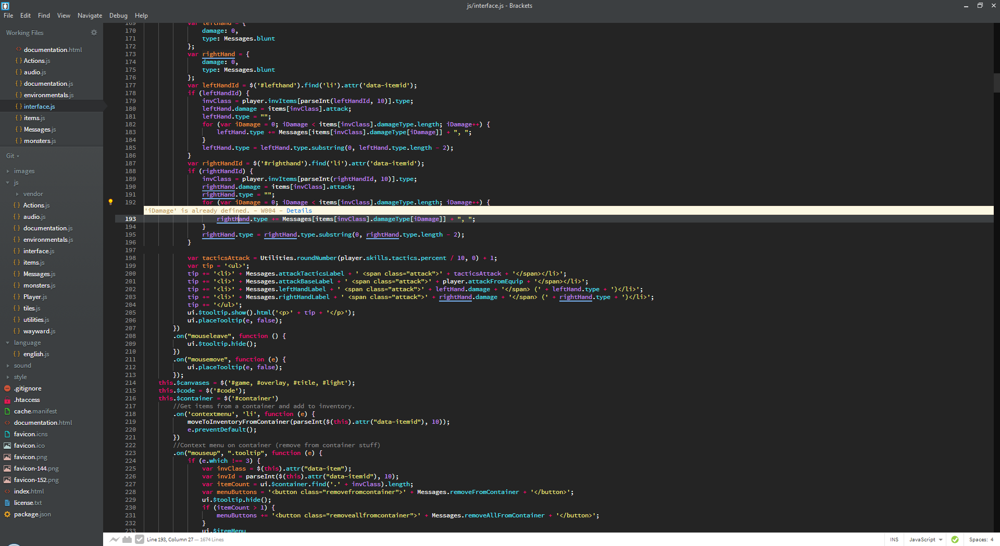 js/interface.js - Brackets
File Edit Find View Navigate Debug Help
Working Files
documentation.html
Actions.js
audio.js
documentation.js
environmentals.js
interface.js
items.js
Messages.js
monsters.js
Git
images
js
vendor
Actions.js
audio.js
documentation.js
environmentals.js
interface.js
items.js
Messages.js
monsters.js
Player.js
tiles.js
utilities.js
wayward.js
language
english.js
sound
style
.gitignore
.htaccess
cache.manifest
documentation.html
favicon.icns
favicon.ico
favicon.png
favicon-144.png
favicon-152.png
index.html
license.txt
package.json
169 var leftHand = {
170 damage: 0,
171 type: Messages.blunt
172 };
173 var rightHand = {
174 damage: 0,
175 type: Messages.blunt
176 };
177 var leftHandId = $('#lefthand').find('li').attr('data-itemid');
178 if (leftHandId) {
179 invClass = player.invItems[parseInt(leftHandId, 10)].type;
180 leftHand.damage = items[invClass].attack;
181 leftHand.type = "";
182 for (var iDamage = 0; iDamage < items[invClass].damageType.length; iDamage++) {
183 leftHand.type += Messages[items[invClass].damageType[iDamage]] + ", ";
184 }
185 leftHand.type = leftHand.type.substring(0, leftHand.type.length - 2);
186 }
187 var rightHandId = $('#righthand').find('li').attr('data-itemid');
188 if (rightHandId) {
189 invClass = player.invItems[parseInt(rightHandId, 10)].type;
190 rightHand.damage = items[invClass].attack;
191 rightHand.type = "";
192 for (var iDamage = 0; iDamage < items[invClass].damageType.length; iDamage++) {
'iDamage' is already defined. - W004 - Details
193 rightHand.type += Messages[items[invClass].damageType[iDamage]] + ", ";
194 }
195 rightHand.type = rightHand.type.substring(0, rightHand.type.length - 2);
196 }
197
198 var tacticsAttack = Utilities.roundNumber(player.skills.tactics.percent / 10, 0) + 1;
199 var tip = '<ul>';
200 tip += '<li>' + Messages.attackTacticsLabel + ' <span class="attack">' + tacticsAttack + '</span></li>';
201 tip += '<li>' + Messages.attackBaseLabel + ' <span class="attack">' + player.attackFromEquip + '</span></li>';
202 tip += '<li>' + Messages.leftHandLabel + ' <span class="attack">' + leftHand.damage + '</span> (' + leftHand.type + ')</li>';
203 tip += '<li>' + Messages.rightHandLabel + ' <span class="attack">' + rightHand.damage + '</span> (' + rightHand.type + ')</li>';
204 tip += '</ul>';
205 ui.$tooltip.show().html('<p>' + tip + '</p>');
206 ui.placeTooltip(e, false);
207 })
208 .on("mouseleave", function () {
209 ui.$tooltip.hide();
210 })
211 .on("mousemove", function (e) {
212 ui.placeTooltip(e, false);
213 });
214 this.$canvases = $('#game, #overlay, #title, #light');
215 this.$code = $('#code');
216 this.$container = $('#container')
217 //Get items from a container and add to inventory.
218 .on('contextmenu', 'li', function (e) {
219 moveToInventoryFromContainer(parseInt($(this).attr("data-itemid"), 10));
220 e.preventDefault();
221 })
222 //Context menu on container (remove from container stuff)
223 .on("mouseup", ".tooltip", function (e) {
224 if (e.which !== 3) {
225 var invClass = $(this).attr("data-item");
226 var invId = parseInt($(this).attr("data-itemid"), 10);
227 var itemCount = ui.$container.find('.' + invClass).length;
228 var menuButtons = '<button class="removefromcontainer">' + Messages.removeFromContainer + '</button>';
229 ui.$tooltip.hide();
230 if (itemCount > 1) {
231 menuButtons += '<button class="removeallfromcontainer">' + Messages.removeAllFromContainer + '</button>';
232 }
233 ui.$itemMenu
Line 193, Column 27 — 1674 Lines
INS JavaScript Spaces: 4